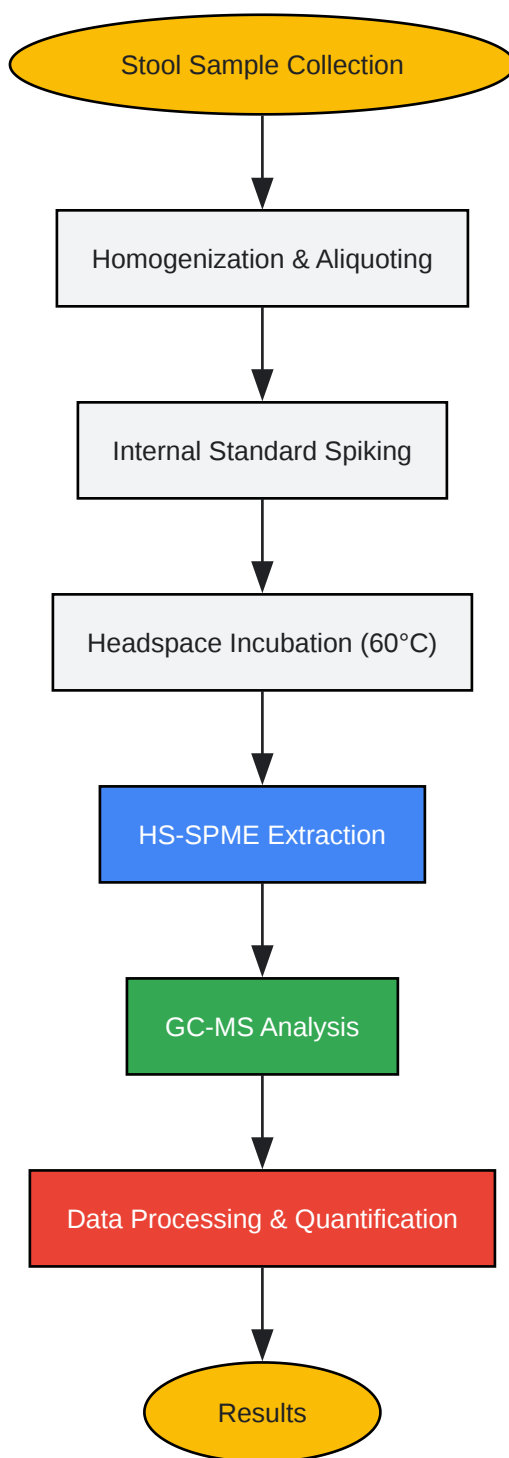 Stool Sample Collection
Homogenization & Aliquoting
Internal Standard Spiking
Headspace Incubation (60°C)
HS-SPME Extraction
GC-MS Analysis
Data Processing & Quantification
Results